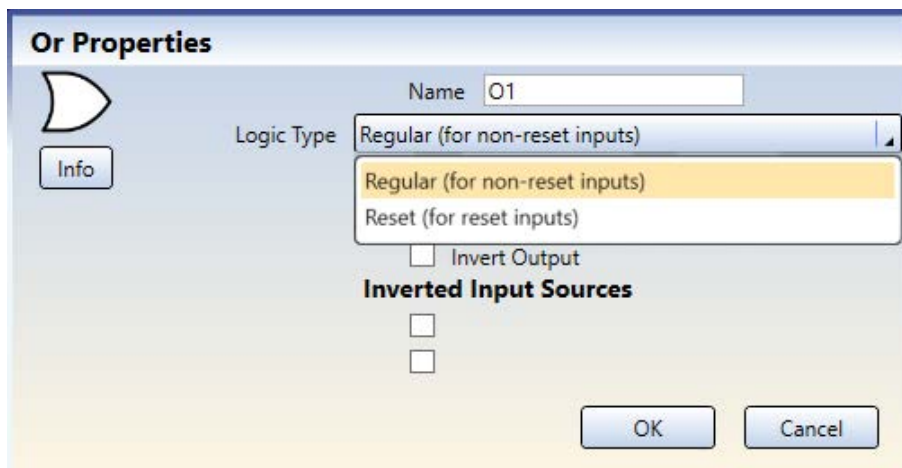 Or Properties
Name O1
Logic Type Regular (for non-reset inputs)
Info
Regular (for non-reset inputs)
Reset (for reset inputs)
Invert Output
Inverted Input Sources
OK Cancel